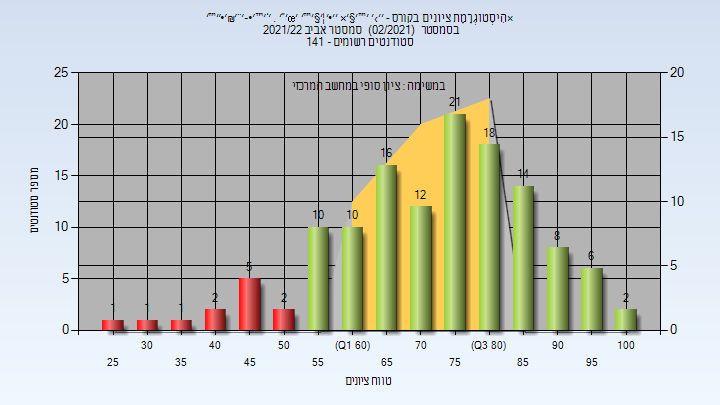 היסטוגרמת ציונים בקורס -
בסמסטר (02/2021) סמסטר אביב 2021/22
סטודנטים רשומים - 141
במשימה : ציון סופי במחשב המרכזי
מספר סטודנטים
25 20 15 10 5 0
20 15 10 5 0
1 1 1 2 5 2 10 10 16 12 21 18 14 8 6 2
30 40 50 (Q1 60) 70 (Q3 80) 90 100
25 35 45 55 65 75 85 95
טווח ציונים